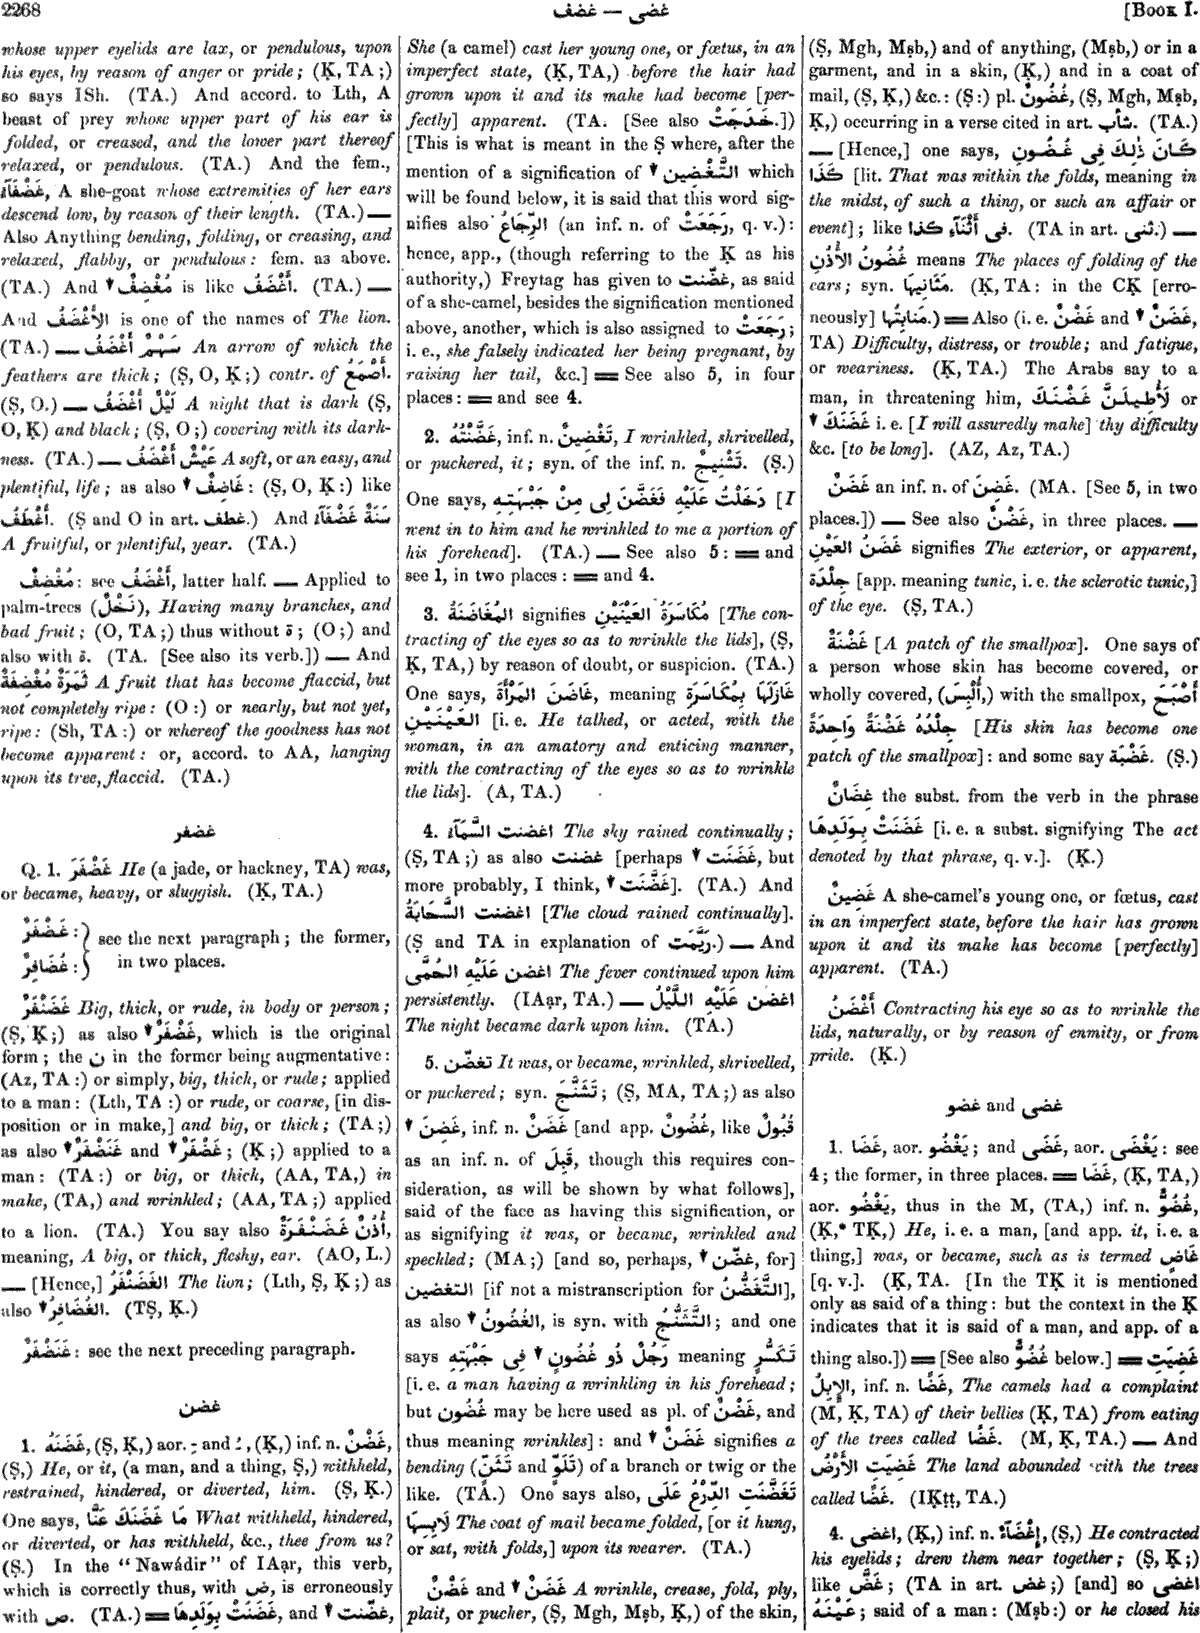 2268
غضف — غضى
[BOOK I.
whose upper eyelids are lax, or pendulous, upon
his eyes, by reason of anger or pride; (Ḳ, TA;)
so says ISh. (TA.) And accord. to Lth, A
beast of prey whose upper part of his ear is
folded, or creased, and the lower part thereof
relaxed, or pendulous. (TA.) And the fem.,
غَضْفَآءُ, A she-goat whose extremities of her ears
descend low, by reason of their length. (TA.) —
Also Anything bending, folding, or creasing, and
relaxed, flabby, or pendulous: fem. as above.
(TA.) And ▼ مُغْضِفٌ is like أَغْضَفُ. (TA.) —
And الأَغْضَفُ is one of the names of The lion.
(TA.) — سَهْمٌ أَغْضَفُ An arrow of which the
feathers are thick; (Ṣ, O, Ḳ;) contr. of أَصْمَعُ.
(Ṣ, O.) — لَيْلٌ أَغْضَفُ A night that is dark (Ṣ,
O, Ḳ) and black; (Ṣ, O;) covering with its dark-
ness. (TA.) — عَيْشٌ أَغْضَفُ A soft, or an easy, and
plentiful, life; as also ▼ غَاضِفٌ: (Ṣ, O, Ḳ:) like
أَغْطَفُ. (Ṣ and O in art. غطف.) And سَنَةٌ غَضْفَآءُ
A fruitful, or plentiful, year. (TA.)
مُغْضِفٌ: see أَغْضَفُ, latter half. — Applied to
palm-trees (نَخْلٌ), Having many branches, and
bad fruit; (O, TA;) thus without ة; (O;) and
also with ة. (TA. [See also its verb.]) — And
ثَمَرَةٌ مُغْضِفَةٌ A fruit that has become flaccid, but
not completely ripe: (O:) or nearly, but not yet,
ripe: (Sh, TA:) or whereof the goodness has not
become apparent: or, accord. to AA, hanging
upon its tree, flaccid. (TA.)
غضفر
Q. 1. غَضْفَرَ He (a jade, or hackney, TA) was,
or became, heavy, or sluggish. (Ḳ, TA.)
غَضْفَرٌ:
غُضَافِرٌ:
see the next paragraph; the former,
in two places.
غَضَنْفَرٌ Big, thick, or rude, in body or person;
(Ṣ, Ḳ;) as also ▼ غَضْفَرٌ, which is the original
form; the ن in the former being augmentative:
(Az, TA:) or simply, big, thick, or rude; applied
to a man: (Lth, TA:) or rude, or coarse, [in dis-
position or in make,] and big, or thick; (TA;)
as also ▼ غَنَضْفَرٌ and ▼ غَضْفَرٌ; (Ḳ;) applied to a
man: (TA:) or big, or thick, (AA, TA,) in
make, (TA,) and wrinkled; (AA, TA;) applied
to a lion. (TA.) You say also أُذُنٌ غَضَنْفَرَةٌ,
meaning, A big, or thick, fleshy, ear. (AO, L.)
— [Hence,] الغَضَنْفَرُ The lion; (Lth, Ṣ, Ḳ;) as
also ▼ الغُضَافِرُ. (TṢ, Ḳ.)
غَنَضْفَرٌ: see the next preceding paragraph.
غضن
1. غَضَنَهُ, (Ṣ, Ḳ,) aor. ـِ and ـُ, (Ḳ,) inf. n. غَضْنٌ,
(Ṣ,) He, or it, (a man, and a thing, Ṣ,) withheld,
restrained, hindered, or diverted, him. (Ṣ, Ḳ.)
One says, مَا غَضَنَكَ عَنَّا What withheld, hindered,
or diverted, or has withheld, &c., thee from us?
(Ṣ.) In the “Nawádir” of IAạr, this verb,
which is correctly thus, with ض, is erroneously
with ص. (TA.) = غَضَنَتْ بِوَلَدِهَا, and ▼ غضّنت,
She (a camel) cast her young one, or fœtus, in an
imperfect state, (Ḳ, TA,) before the hair had
grown upon it and its make had become [per-
fectly] apparent. (TA. [See also خَدَجَتْ.])
[This is what is meant in the Ṣ where, after the
mention of a signification of ▼ التَّغْضِين which
will be found below, it is said that this word sig-
nifies also الرِّجَاعُ (an inf. n. of رَجَعَتْ, q. v.):
hence, app., (though referring to the Ḳ as his
authority,) Freytag has given to غضّنت, as said
of a she-camel, besides the signification mentioned
above, another, which is also assigned to رَجَعَتْ;
i. e., she falsely indicated her being pregnant, by
raising her tail, &c.] = See also 5, in four
places: = and see 4.
2. غَضَّنْتُهُ, inf. n. تَغْضِينٌ, I wrinkled, shrivelled,
or puckered, it; syn. of the inf. n. تَشْنِيجٌ. (Ṣ.)
One says, دَخَلْتُ عَلَيْهِ فَغَضَّنَ لِى مِنْ جَبْهَتِهِ [I
went in to him and he wrinkled to me a portion of
his forehead]. (TA.) — See also 5: = and
see 1, in two places: = and 4.
3. المُغَاضَنَةُ signifies مُكَاسَرَةُ العَيْنَيْنِ [The con-
tracting of the eyes so as to wrinkle the lids], (Ṣ,
Ḳ, TA,) by reason of doubt, or suspicion. (TA.)
One says, غَاضَنَ المَرْأَةَ, meaning غَازَلَهَا بِمُكَاسَرَةِ
العَيْنَيْنِ [i. e. He talked, or acted, with the
woman, in an amatory and enticing manner,
with the contracting of the eyes so as to wrinkle
the lids]. (A, TA.)
4. اغضنت السَّمَآءُ The sky rained continually;
(Ṣ, TA;) as also غضنت [perhaps ▼ غَضَنَت, but
more probably, I think, ▼ غَضَّنَت]. (TA.) And
اغضنت السَّحَابَةُ [The cloud rained continually].
(Ṣ and TA in explanation of رَيَّمَت.) — And
اغضن عَلَيْهِ الحُمَّى The fever continued upon him
persistently. (IAạr, TA.) — اغضن عَلَيْهِ اللَّيْلُ
The night became dark upon him. (TA.)
5. تغضّن It was, or became, wrinkled, shrivelled,
or puckered; syn. تَشَنَّجَ; (Ṣ, MA, TA;) as also
▼ غَضِنَ, inf. n. غَضَنٌ [and app. غُضُونٌ, like قُبُولٌ
as an inf. n. of قَبِلَ, though this requires con-
sideration, as will be shown by what follows],
said of the face as having this signification, or
as signifying it was, or became, wrinkled and
speckled; (MA;) [and so, perhaps, ▼ غضّن, for]
التغضين [if not a mistranscription for التَّغَضُّنُ],
as also ▼ الغُضُونُ, is syn. with التَّشَنُّجُ; and one
says رَجُلٌ ذُو غُضُونٍ ▼ فِى جَبْهَتِهِ meaning تَكَسُّرٍ
[i. e. a man having a wrinkling in his forehead;
but غُضُون may be here used as pl. of غَضْنٌ, and
thus meaning wrinkles]: and ▼ غَضَنٌ signifies a
bending (تَلَوٍّ and تَثَنٍّ) of a branch or twig or the
like. (TA.) One says also, تَغَضَّنَتِ الدِّرْعُ عَلَى
لَابِسِهَا The coat of mail became folded, [or it hung,
or sat, with folds,] upon its wearer. (TA.)
غَضْنٌ and ▼ غَضَنٌ A wrinkle, crease, fold, ply,
plait, or pucker, (Ṣ, Mgh, Mṣb, Ḳ,) of the skin,
(Ṣ, Mgh, Mṣb,) and of anything, (Mṣb,) or in a
garment, and in a skin, (Ḳ,) and in a coat of
mail, (Ṣ, Ḳ,) &c.: (Ṣ:) pl. غُضُونٌ, (Ṣ, Mgh, Mṣb,
Ḳ,) occurring in a verse cited in art. شأب. (TA.)
— [Hence,] one says, كَانَ ذٰلِكَ فِى غُضُونِ
كَذَا [lit. That was within the folds, meaning in
the midst, of such a thing, or such an affair or
event]; like فِى أَثْنَآءِ كذا. (TA in art. ثنى.) —
غُضُونُ الأُذُنِ means The places of folding of the
ears; syn. مَثَانِيهَا. (Ḳ, TA: in the CḲ [erro-
neously] مَنَابِتُهَا.) = Also (i. e. غَضْنٌ and ▼ غَضَنٌ,
TA) Difficulty, distress, or trouble; and fatigue,
or weariness. (Ḳ, TA.) The Arabs say to a
man, in threatening him, لَأُطِيلَنَّ غَضْنَكَ or
▼ غَضَنَكَ i. e. [I will assuredly make] thy difficulty
&c. [to be long]. (AZ, Az, TA.)
غَضَنٌ an inf. n. of غَضِنَ. (MA. [See 5, in two
places.]) — See also غَضْنٌ, in three places. —
غَضَنُ العَيْنِ signifies The exterior, or apparent,
جِلْدَة [app. meaning tunic, i. e. the sclerotic tunic,]
of the eye. (Ṣ, TA.)
غَضْنَةٌ [A patch of the smallpox]. One says of
a person whose skin has become covered, or
wholly covered, (أُلْبِسَ,) with the smallpox, أَصْبَحَ
جِلْدُهُ غَضْنَةً وَاحِدَةً [His skin has become one
patch of the smallpox]: and some say غَضْبَة. (Ṣ.)
غِضَانٌ the subst. from the verb in the phrase
غَضَنَتْ بِوَلَدِهَا [i. e. a subst. signifying The act
denoted by that phrase, q. v.]. (Ḳ.)
غَضِينٌ A she-camel's young one, or fœtus, cast
in an imperfect state, before the hair has grown
upon it and its make has become [perfectly]
apparent. (TA.)
أَغْضَنُ Contracting his eye so as to wrinkle the
lids, naturally, or by reason of enmity, or from
pride. (Ḳ.)
غضو and غضى
1. غَضَا, aor. يَغْضُو; and غَضَى, aor. يَغْضَى: see
4; the former, in three places. = غَضَا, (Ḳ, TA,)
aor. يَغْضُو, thus in the M, (TA,) inf. n. غُضُوٌّ,
(Ḳ,* TḲ,) He, i. e. a man, [and app. it, i. e. a
thing,] was, or became, such as is termed غَاضٍ
[q. v.]. (Ḳ, TA. [In the TḲ it is mentioned
only as said of a thing: but the context in the Ḳ
indicates that it is said of a man, and app. of a
thing also.]) = [See also غُضُوٌّ below.] = غَضِيَتِ
الإِبِلُ, inf. n. غَضًا, The camels had a complaint
(M, Ḳ, TA) of their bellies (Ḳ, TA) from eating
of the trees called غَضًا. (M, Ḳ, TA.) — And
غَضِيَتِ الأَرْضُ The land abounded with the trees
called غَضًا. (IḲṭṭ, TA.)
4. اغضى, (Ḳ,) inf. n. إِغْضَآءٌ, (Ṣ,) He contracted
his eyelids; drew them near together; (Ṣ, Ḳ;)
like غَضَّ; (TA in art. غض;) [and] so اغضى
عَيْنَهُ; said of a man: (Mṣb:) or he closed his